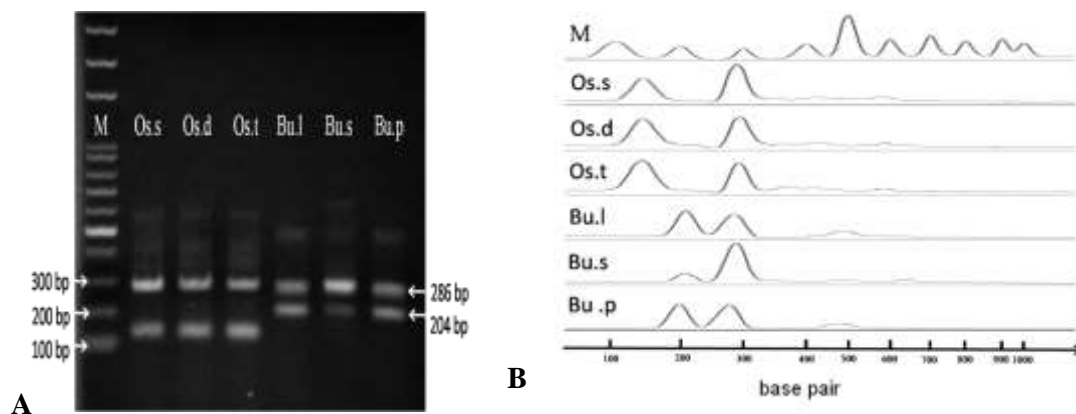 M Os.s Os.d Os.t Bu.l Bu.s Bu.p
300 bp
200 bp
100 bp
286 bp
204 bp
A
M
Os.s
Os.d
Os.t
Bu.l
Bu.s
Bu .p
100 200 300 400 500 600 700 800 900 1000
base pair
B